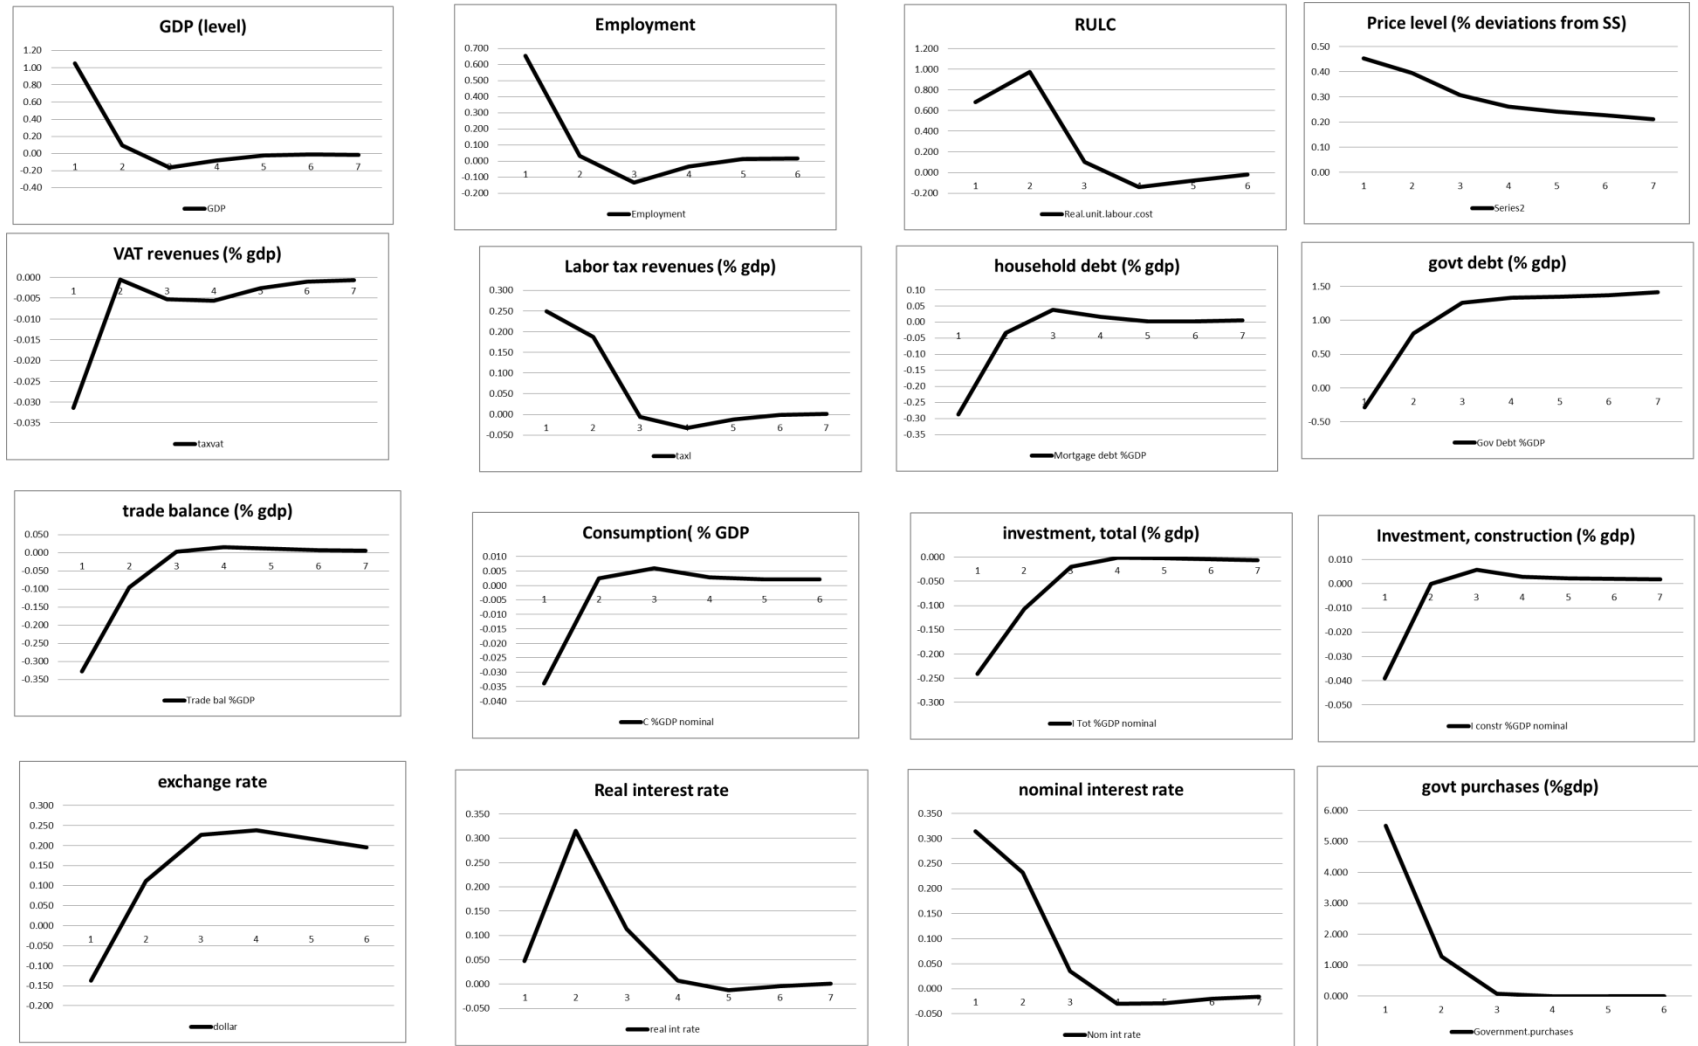 GDP (level)
1.20
1.00
0.80
0.60
0.40
0.20
0.00
-0.20
-0.40
1 2 3 4 5 6 7
GDP
Employment
0.700
0.600
0.500
0.400
0.300
0.200
0.100
0.000
-0.100
-0.200
1 2 3 4 5 6
Employment
RULC
1.200
1.000
0.800
0.600
0.400
0.200
0.000
-0.200
1 2 3 4 5 6
Real.unit.labour.cost
Price level (% deviations from SS)
0.50
0.40
0.30
0.20
0.10
0.00
1 2 3 4 5 6 7
Series2
VAT revenues (% gdp)
0.000
-0.005
-0.010
-0.015
-0.020
-0.025
-0.030
-0.035
1 2 3 4 5 6 7
taxvat
Labor tax revenues (% gdp)
0.300
0.250
0.200
0.150
0.100
0.050
0.000
-0.050
1 2 3 4 5 6 7
taxl
household debt (% gdp)
0.10
0.05
0.00
-0.05
-0.10
-0.15
-0.20
-0.25
-0.30
-0.35
1 2 3 4 5 6 7
Mortgage debt %GDP
govt debt (% gdp)
1.50
1.00
0.50
0.00
-0.50
1 2 3 4 5 6 7
Gov Debt %GDP
trade balance (% gdp)
0.050
0.000
-0.050
-0.100
-0.150
-0.200
-0.250
-0.300
-0.350
1 2 3 4 5 6 7
Trade bal %GDP
Consumption( % GDP
0.010
0.005
0.000
-0.005
-0.010
-0.015
-0.020
-0.025
-0.030
-0.035
-0.040
1 2 3 4 5 6
C %GDP nominal
investment, total (% gdp)
0.000
-0.050
-0.100
-0.150
-0.200
-0.250
-0.300
1 2 3 4 5 6 7
I Tot %GDP nominal
Investment, construction (% gdp)
0.010
0.000
-0.010
-0.020
-0.030
-0.040
-0.050
1 2 3 4 5 6 7
I constr %GDP nominal
exchange rate
0.300
0.250
0.200
0.150
0.100
0.050
0.000
-0.050
-0.100
-0.150
-0.200
1 2 3 4 5 6
dollar
Real interest rate
0.350
0.300
0.250
0.200
0.150
0.100
0.050
0.000
-0.050
1 2 3 4 5 6 7
real int rate
nominal interest rate
0.350
0.300
0.250
0.200
0.150
0.100
0.050
0.000
-0.050
1 2 3 4 5 6 7
Nom int rate
govt purchases (%gdp)
6.000
5.000
4.000
3.000
2.000
1.000
0.000
1 2 3 4 5 6
Government.purchases